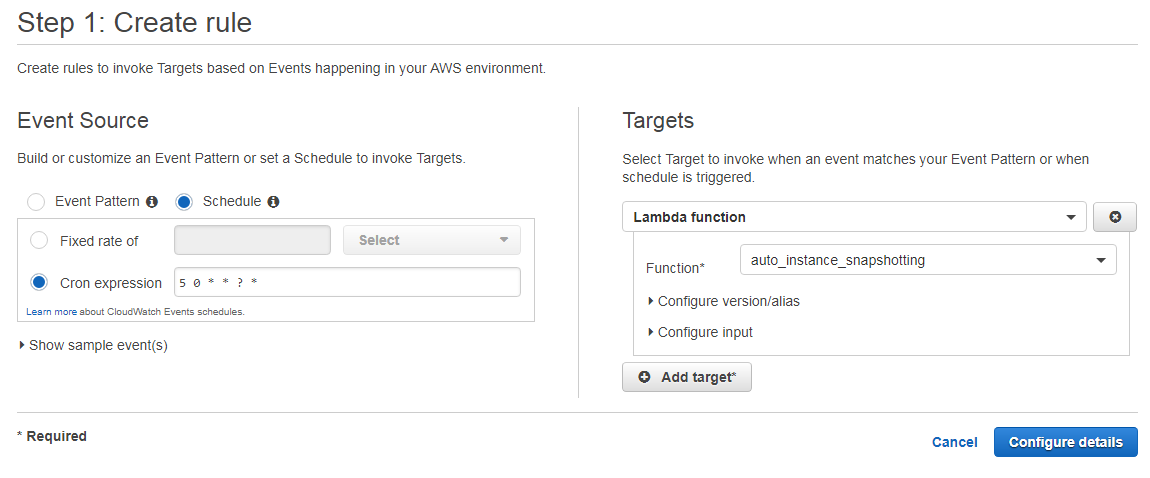 Step 1: Create rule
Create rules to invoke Targets based on Events happening in your AWS environment.
Event Source
Build or customize an Event Pattern or set a Schedule to invoke Targets.
Event Pattern
Schedule
Fixed rate of
Select
Cron expression
5 0 * * ? *
Learn more about CloudWatch Events schedules.
Show sample event(s)
Targets
Select Target to invoke when an event matches your Event Pattern or when
schedule is triggered.
Lambda function
Function*
auto_instance_snapshotting
Configure version/alias
Configure input
Add target*
* Required
Cancel
Configure details